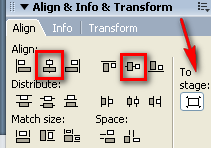 Align & Info & Transform
Align Info Transform
Align:
To
stage:
Distribute:
Match size: Space: